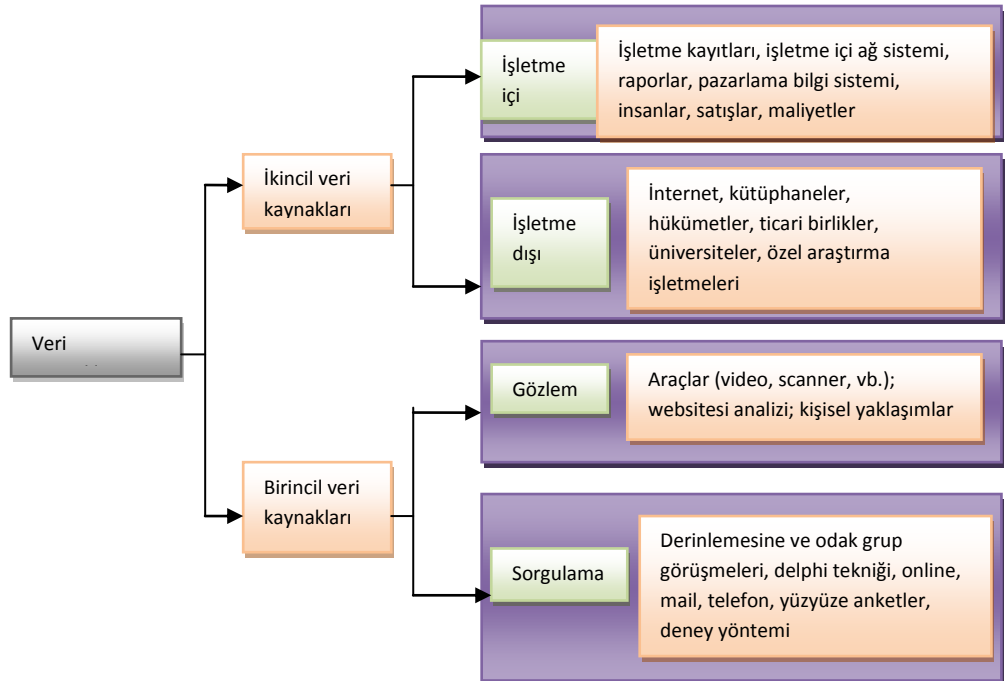 Veri
İkincil veri
kaynakları
İşletme
içi
İşletme kayıtları, işletme içi ağ sistemi,
raporlar, pazarlama bilgi sistemi,
insanlar, satışlar, maliyetler
İşletme
dışı
İnternet, kütüphaneler,
hükümetler, ticari birlikler,
üniversiteler, özel araştırma
işletmeleri
Birincil veri
kaynakları
Gözlem
Araçlar (video, scanner, vb.);
websitesi analizi; kişisel yaklaşımlar
Sorgulama
Derinlemesine ve odak grup
görüşmeleri, delphi tekniği, online,
mail, telefon, yüzyüze anketler,
deney yöntemi